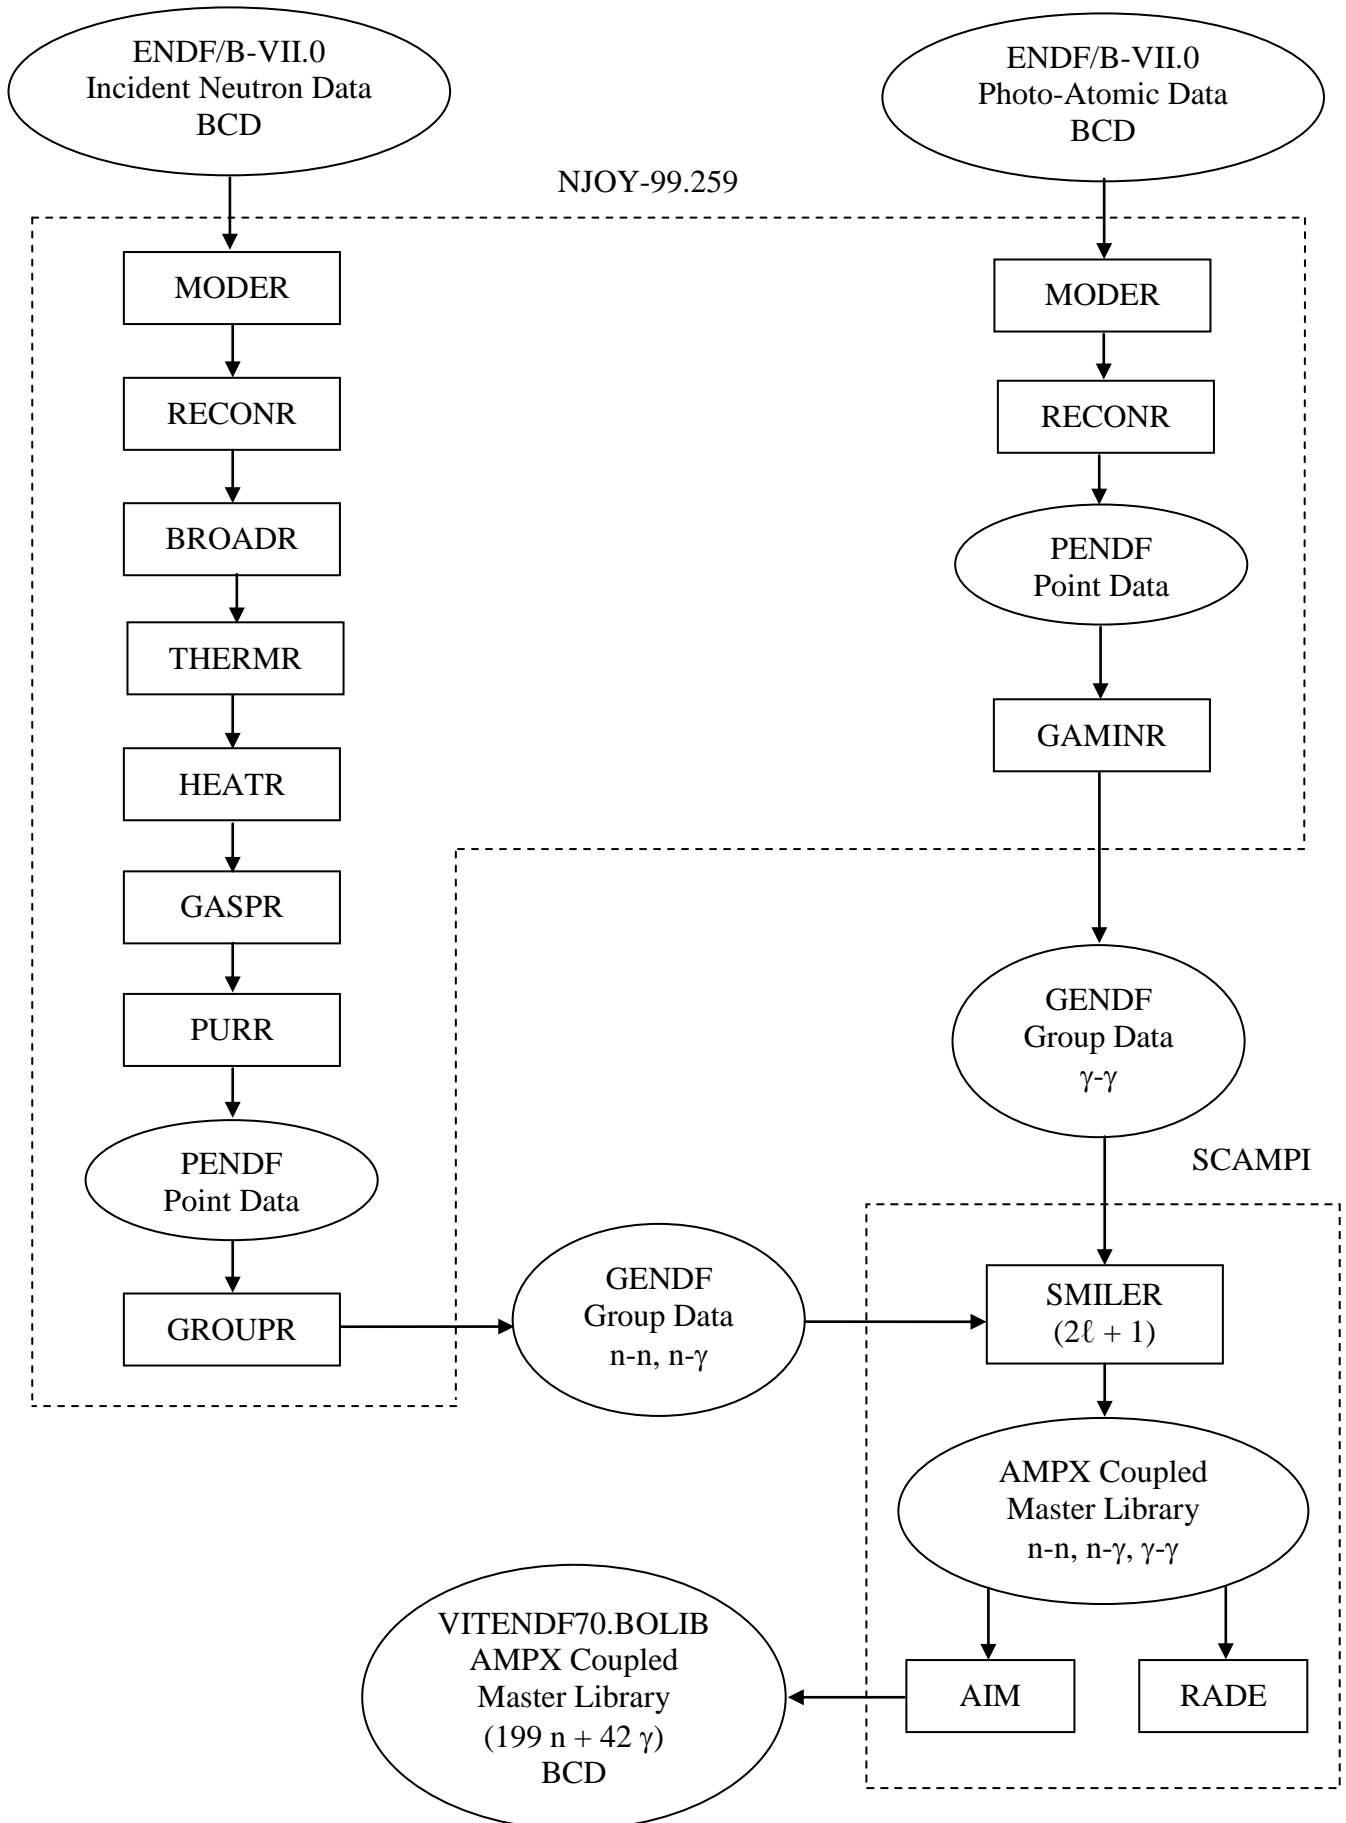 ENDF/B-VII.0
Incident Neutron Data
BCD
ENDF/B-VII.0
Photo-Atomic Data
BCD
NJOY-99.259
MODER
RECONR
BROADR
THERMR
HEATR
GASPR
PURR
PENDF
Point Data
GROUPR
MODER
RECONR
PENDF
Point Data
GAMINR
GENDF
Group Data
γ-γ
SCAMPI
GENDF
Group Data
n-n, n-γ
SMILER
(2ℓ + 1)
AMPX Coupled
Master Library
n-n, n-γ, γ-γ
AIM
RADE
VITENDF70.BOLIB
AMPX Coupled
Master Library
(199 n + 42 γ)
BCD